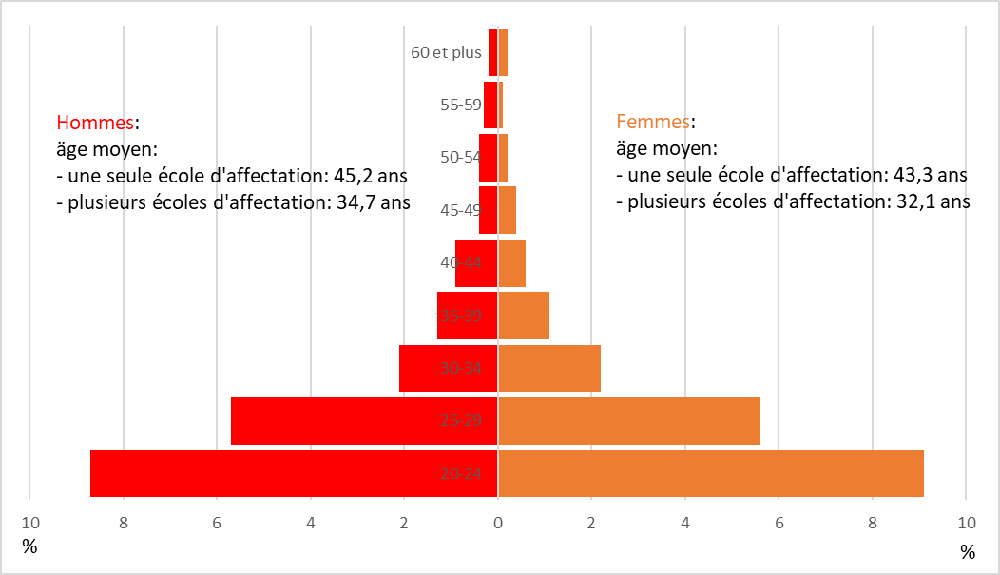 60 et plus
55-59
50-54
45-49
40-44
35-39
30-34
25-29
20-24
Hommes:
äge moyen:
- une seule école d'affectation: 45,2 ans
- plusieurs écoles d'affectation: 34,7 ans
Femmes:
äge moyen:
- une seule école d'affectation: 43,3 ans
- plusieurs écoles d'affectation: 32,1 ans
10 8 6 4 2 0 2 4 6 8 10
% %